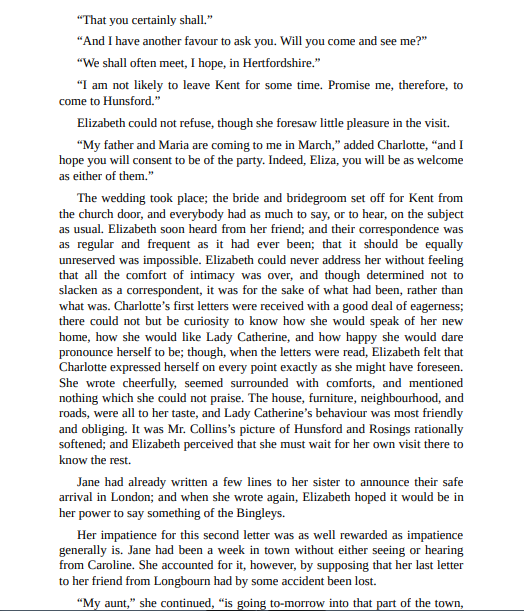 “That you certainly shall.”
“And I have another favour to ask you. Will you come and see me?”
“We shall often meet, I hope, in Hertfordshire.”
“I am not likely to leave Kent for some time. Promise me, therefore, to
come to Hunsford.”
Elizabeth could not refuse, though she foresaw little pleasure in the visit.
“My father and Maria are coming to me in March,” added Charlotte, “and I
hope you will consent to be of the party. Indeed, Eliza, you will be as welcome
as either of them.”
The wedding took place; the bride and bridegroom set off for Kent from
the church door, and everybody had as much to say, or to hear, on the subject
as usual. Elizabeth soon heard from her friend; and their correspondence was
as regular and frequent as it had ever been; that it should be equally
unreserved was impossible. Elizabeth could never address her without feeling
that all the comfort of intimacy was over, and though determined not to
slacken as a correspondent, it was for the sake of what had been, rather than
what was. Charlotte’s first letters were received with a good deal of eagerness;
there could not but be curiosity to know how she would speak of her new
home, how she would like Lady Catherine, and how happy she would dare
pronounce herself to be; though, when the letters were read, Elizabeth felt that
Charlotte expressed herself on every point exactly as she might have foreseen.
She wrote cheerfully, seemed surrounded with comforts, and mentioned
nothing which she could not praise. The house, furniture, neighbourhood, and
roads, were all to her taste, and Lady Catherine’s behaviour was most friendly
and obliging. It was Mr. Collins’s picture of Hunsford and Rosings rationally
softened; and Elizabeth perceived that she must wait for her own visit there to
know the rest.
Jane had already written a few lines to her sister to announce their safe
arrival in London; and when she wrote again, Elizabeth hoped it would be in
her power to say something of the Bingleys.
Her impatience for this second letter was as well rewarded as impatience
generally is. Jane had been a week in town without either seeing or hearing
from Caroline. She accounted for it, however, by supposing that her last letter
to her friend from Longbourn had by some accident been lost.
“My aunt,” she continued, “is going to-morrow into that part of the town,